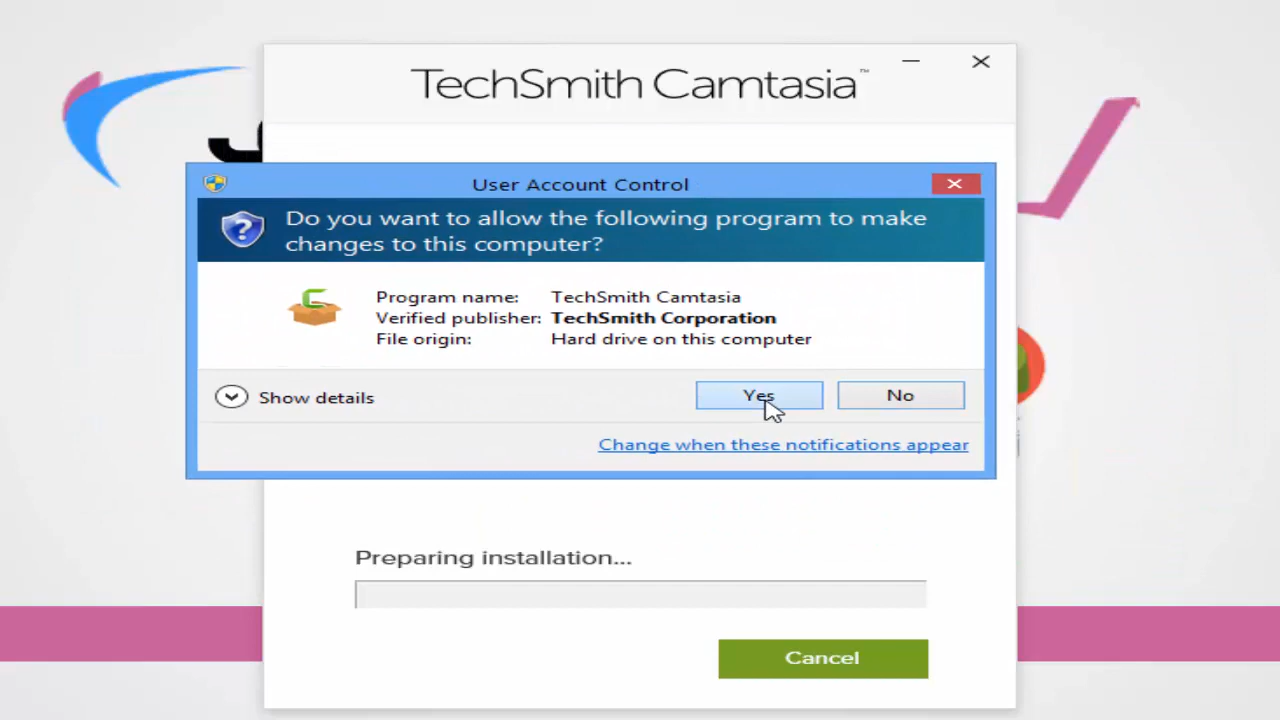 TechSmith Camtasia™
User Account Control
Do you want to allow the following program to make
changes to this computer?
Program name: TechSmith Camtasia
Verified publisher: TechSmith Corporation
File origin: Hard drive on this computer
Show details
Yes
No
Change when these notifications appear
Preparing installation...
Cancel